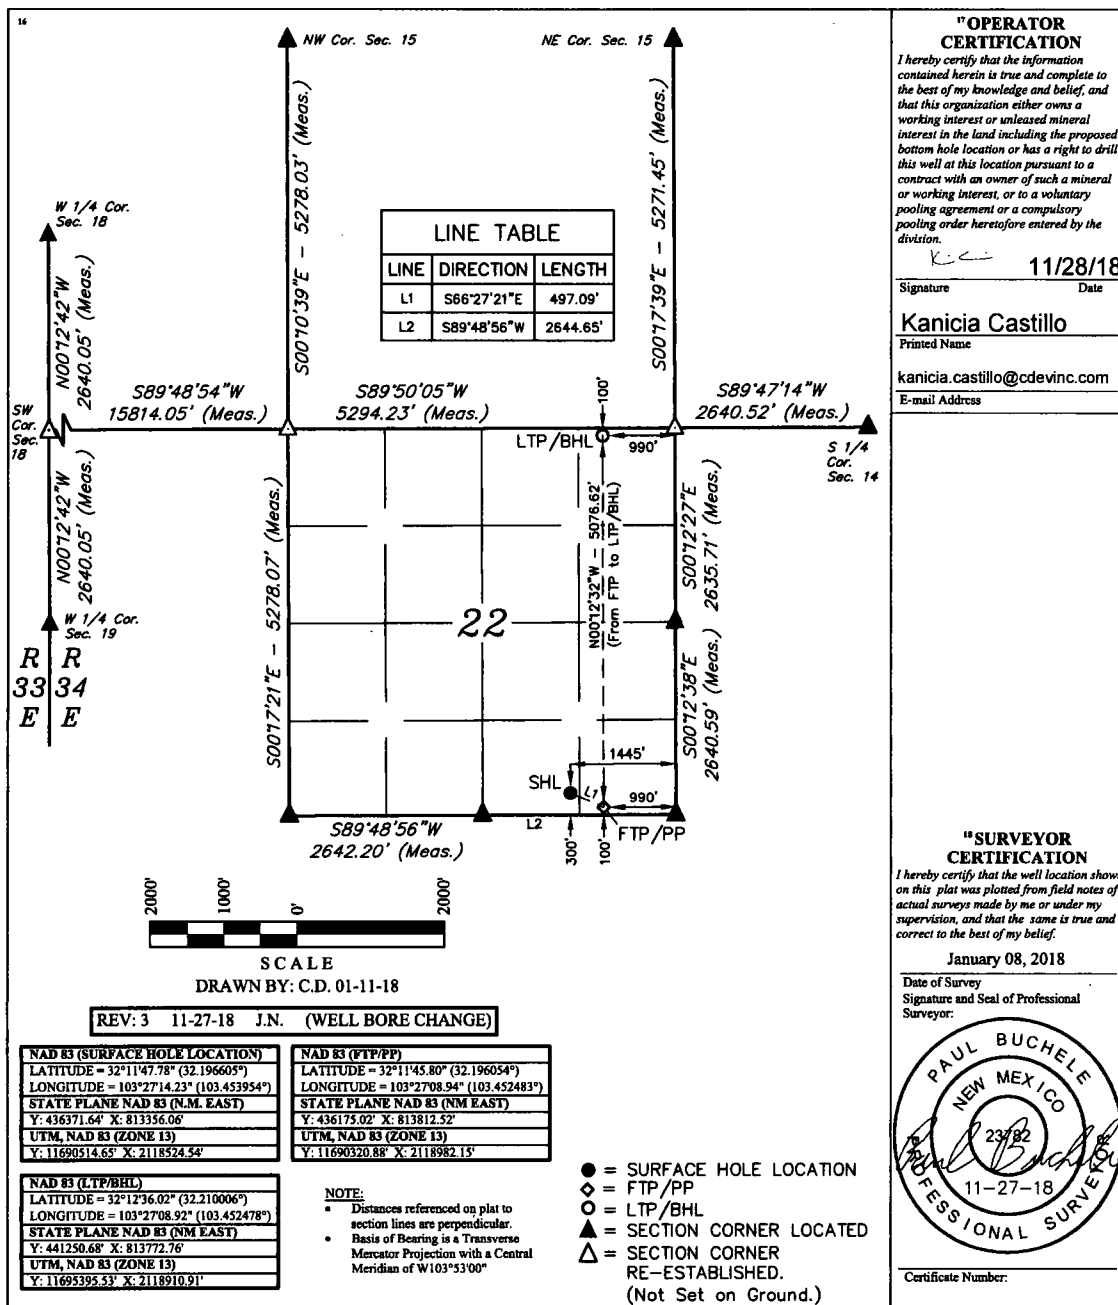 16
NW Cor. Sec. 15
NE Cor. Sec. 15
S00°10'39"E - 5278.03' (Meas.)
S00°17'39"E - 5271.45' (Meas.)
W 1/4 Cor.
Sec. 18
N00°12'42"W
2640.05' (Meas.)
LINE TABLE
LINE DIRECTION LENGTH
L1 S66°27'21"E 497.09'
L2 S89°48'56"W 2644.65'
S89°48'54"W
15814.05' (Meas.)
S89°50'05"W
5294.23' (Meas.)
100'
S89°47'14"W
2640.52' (Meas.)
SW
Cor.
Sec.
18
LTP/BHL
990'
S 1/4
Cor.
Sec. 14
N00°12'42"W
2640.05' (Meas.)
W 1/4 Cor.
Sec. 19
R R
33 34
E E
S00°17'21"E - 5278.07' (Meas.)
22
N00°12'32"W - 5076.62'
(From FTP to LTP/BHL)
S00°12'27"E
2635.71' (Meas.)
S00°12'38"E
2640.59' (Meas.)
1445'
SHL
L1
990'
FTP/PP
S89°48'56"W
2642.20' (Meas.)
L2
300'
100'
2000' 1000' 0' 2000'
SCALE
DRAWN BY: C.D. 01-11-18
REV: 3 11-27-18 J.N. (WELL BORE CHANGE)
NAD 83 (SURFACE HOLE LOCATION)
LATITUDE = 32°11'47.78" (32.196605°)
LONGITUDE = 103°27'14.23" (103.453954°)
STATE PLANE NAD 83 (N.M. EAST)
Y: 436371.64' X: 813356.06'
UTM, NAD 83 (ZONE 13)
Y: 11690514.65' X: 2118524.54'
NAD 83 (FTP/PP)
LATITUDE = 32°11'45.80" (32.196054°)
LONGITUDE = 103°27'08.94" (103.452483°)
STATE PLANE NAD 83 (NM EAST)
Y: 436175.02' X: 813812.52'
UTM, NAD 83 (ZONE 13)
Y: 11690320.88' X: 2118982.15'
NAD 83 (LTP/BHL)
LATITUDE = 32°12'36.02" (32.210006°)
LONGITUDE = 103°27'08.92" (103.452478°)
STATE PLANE NAD 83 (NM EAST)
Y: 441250.68' X: 813772.76'
UTM, NAD 83 (ZONE 13)
Y: 11695395.53' X: 2118910.91'
NOTE:
• Distances referenced on plat to
section lines are perpendicular.
• Basis of Bearing is a Transverse
Mercator Projection with a Central
Meridian of W103°53'00"
● = SURFACE HOLE LOCATION
◇ = FTP/PP
○ = LTP/BHL
▲ = SECTION CORNER LOCATED
△ = SECTION CORNER
RE-ESTABLISHED.
(Not Set on Ground.)
17 OPERATOR
CERTIFICATION
I hereby certify that the information
contained herein is true and complete to
the best of my knowledge and belief, and
that this organization either owns a
working interest or unleased mineral
interest in the land including the proposed
bottom hole location or has a right to drill
this well at this location pursuant to a
contract with an owner of such a mineral
or working interest, or to a voluntary
pooling agreement or a compulsory
pooling order heretofore entered by the
division.
11/28/18
Signature Date
Kanicia Castillo
Printed Name
kanicia.castillo@cdevinc.com
E-mail Address
18 SURVEYOR
CERTIFICATION
I hereby certify that the well location show
on this plat was plotted from field notes of
actual surveys made by me or under my
supervision, and that the same is true and
correct to the best of my belief.
January 08, 2018
Date of Survey
Signature and Seal of Professional
Surveyor:
PAUL BUCHELE
NEW MEXICO
23782
11-27-18
PROFESSIONAL SURVEYOR
Paul Buchele
Certificate Number: